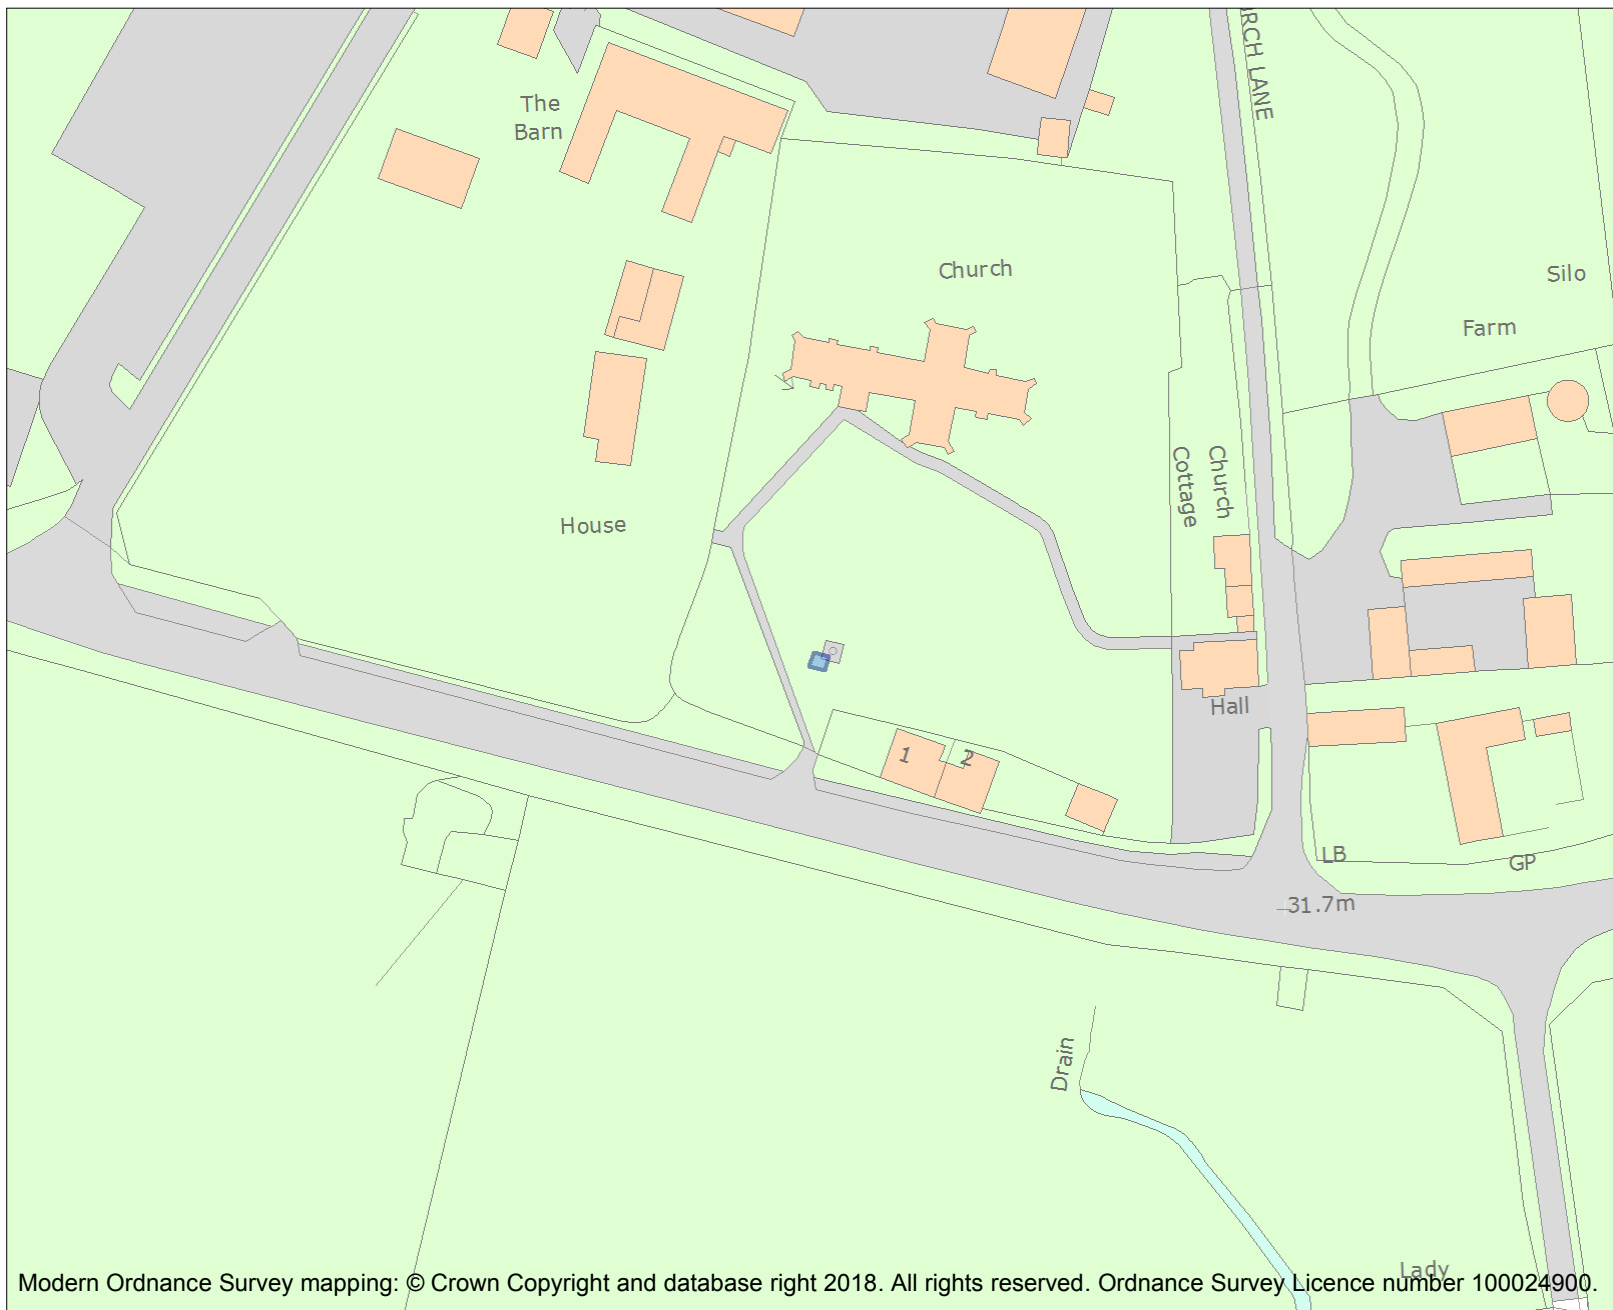 RCH LANE
The
Barn
Church
Silo
Farm
Church
Cottage
House
Hall
1
2
LB
GP
31.7m
Drain
Lady
Modern Ordnance Survey mapping: © Crown Copyright and database right 2018. All rights reserved. Ordnance Survey Licence number 100024900.